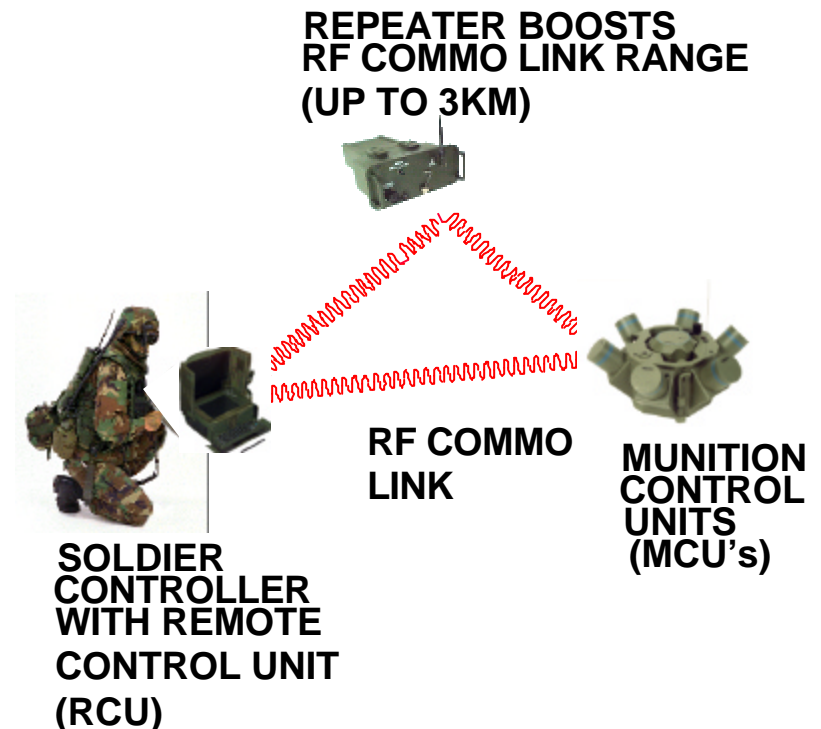 REPEATER BOOSTS
RF COMMO LINK RANGE
(UP TO 3KM)
RF COMMO
LINK
MUNITION
CONTROL
UNITS
(MCU's)
SOLDIER
CONTROLLER
WITH REMOTE
CONTROL UNIT
(RCU)